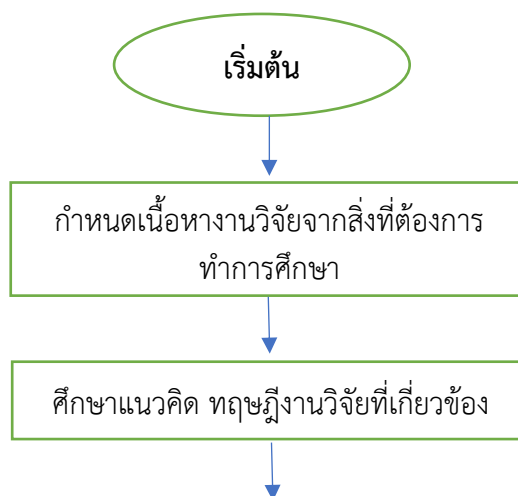 เริ่มต้น
กำหนดเนื้อหางานวิจัยจากสิ่งที่ต้องการ
ทำการศึกษา
ศึกษาแนวคิด ทฤษฎีงานวิจัยที่เกี่ยวข้อง